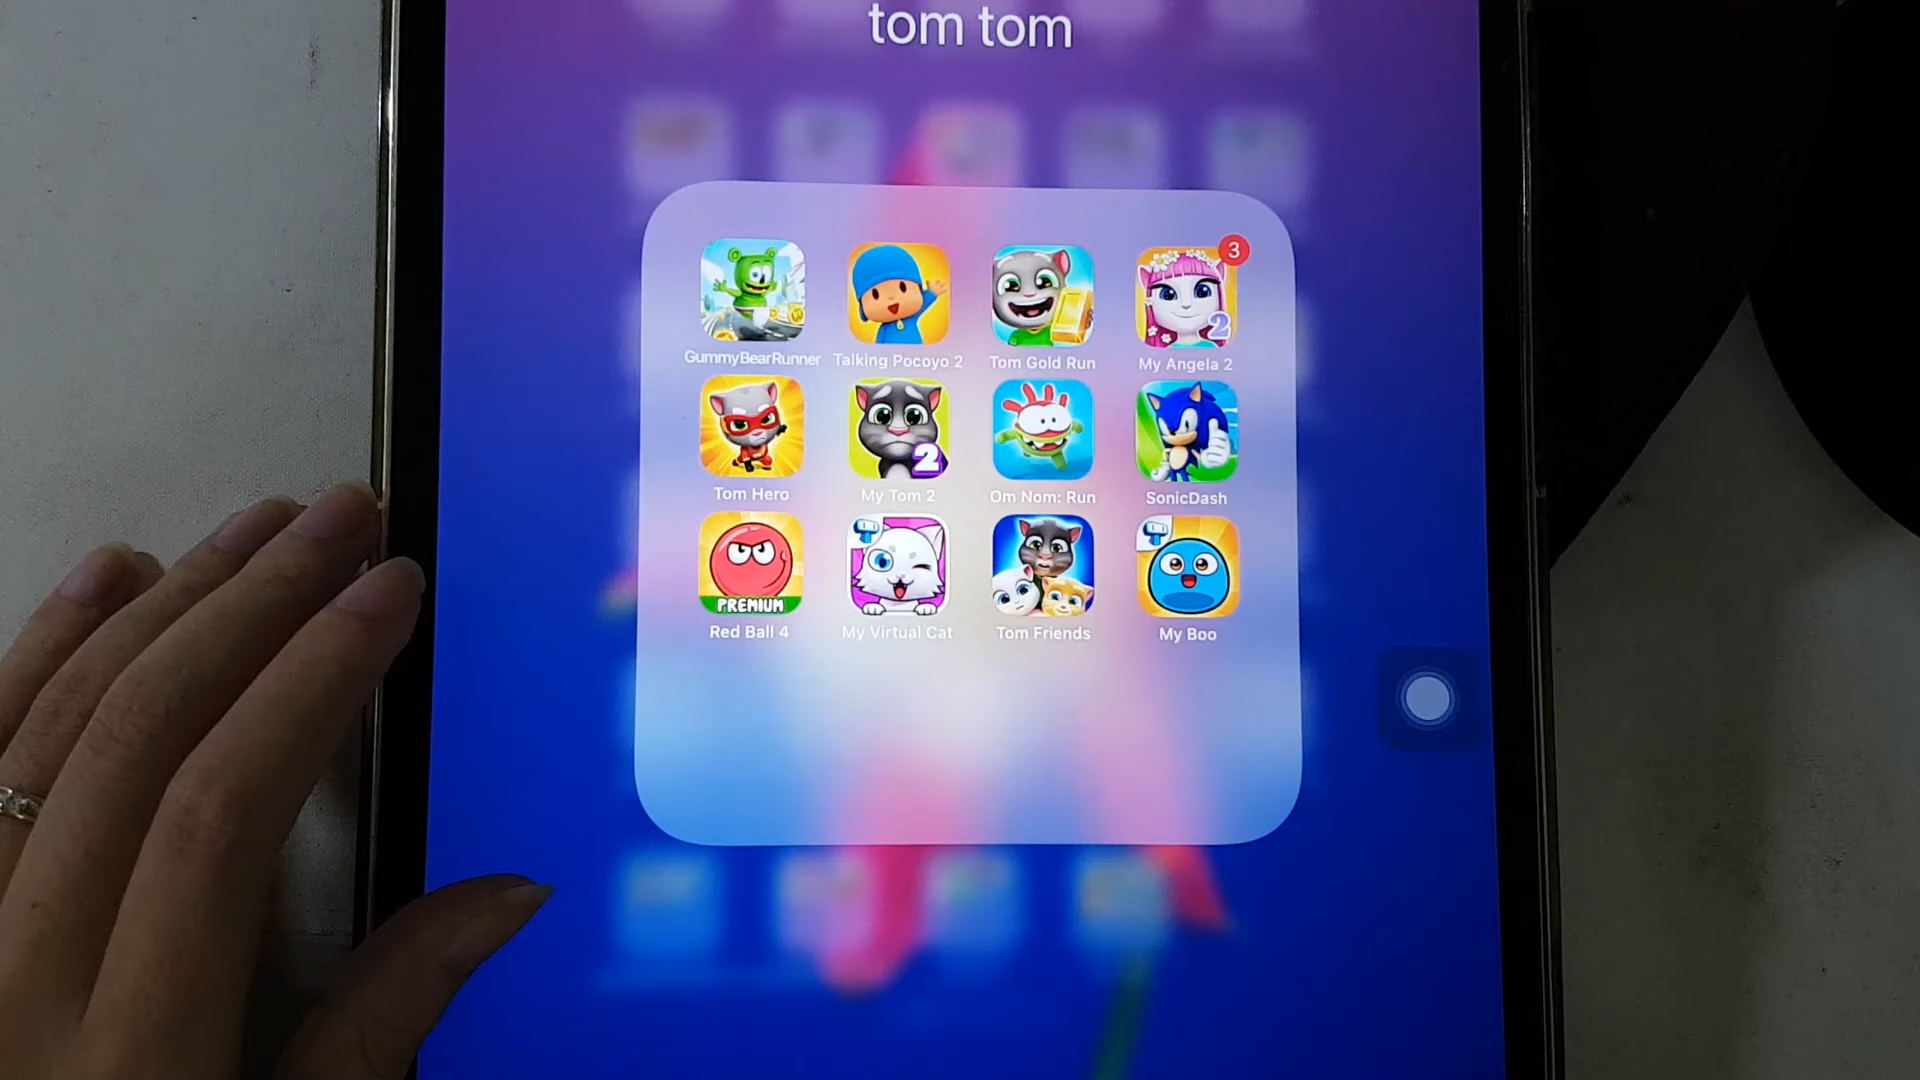 tom tom
3
2
GummyBearRunner Talking Pocoyo 2 Tom Gold Run My Angela 2
2
Tom Hero My Tom 2 Om Nom: Run SonicDash
PREMIUM
Red Ball 4 My Virtual Cat Tom Friends My Boo